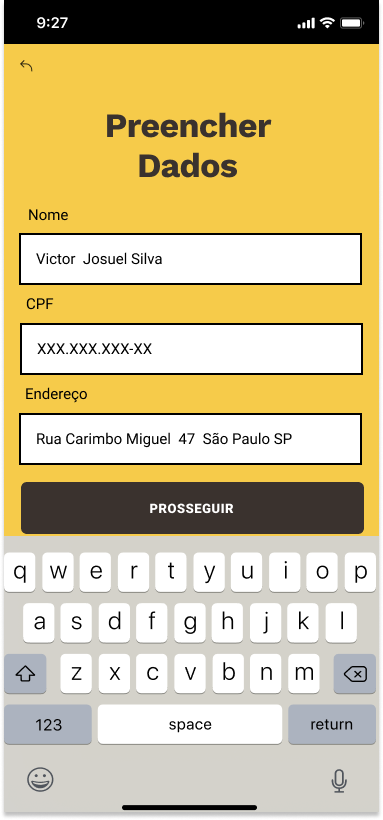 9:27
Preencher
Dados
Nome
Victor Josuel Silva
CPF
XXX.XXX.XXX-XX
Endereço
Rua Carimbo Miguel 47 São Paulo SP
PROSSEGUIR
q w e r t y u i o p
a s d f g h j k l
z x c v b n m
123 space return